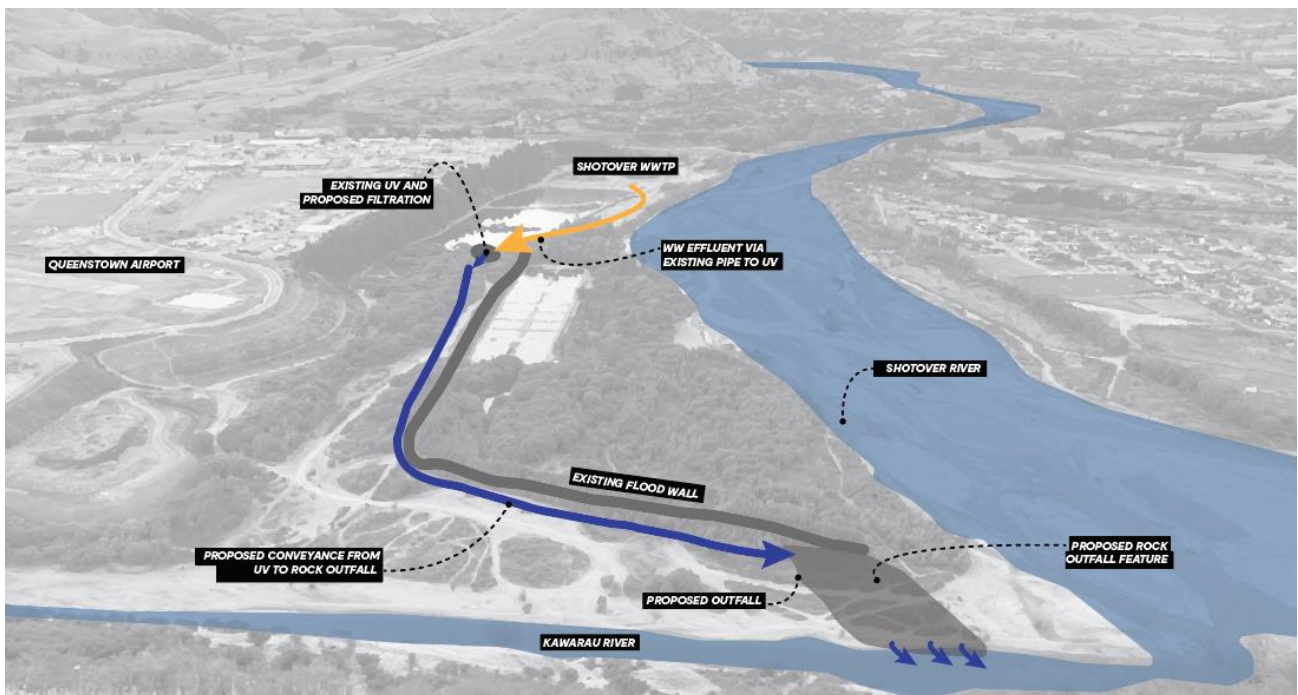 SHOTOVER WWTP
EXISTING UV AND
PROPOSED FILTRATION
WW EFFLUENT VIA
EXISTING PIPE TO UV
QUEENSTOWN AIRPORT
SHOTOVER RIVER
EXISTING FLOOD WALL
PROPOSED CONVEYANCE FROM
UV TO ROCK OUTFALL
PROPOSED ROCK
OUTFALL FEATURE
PROPOSED OUTFALL
KAWARAU RIVER